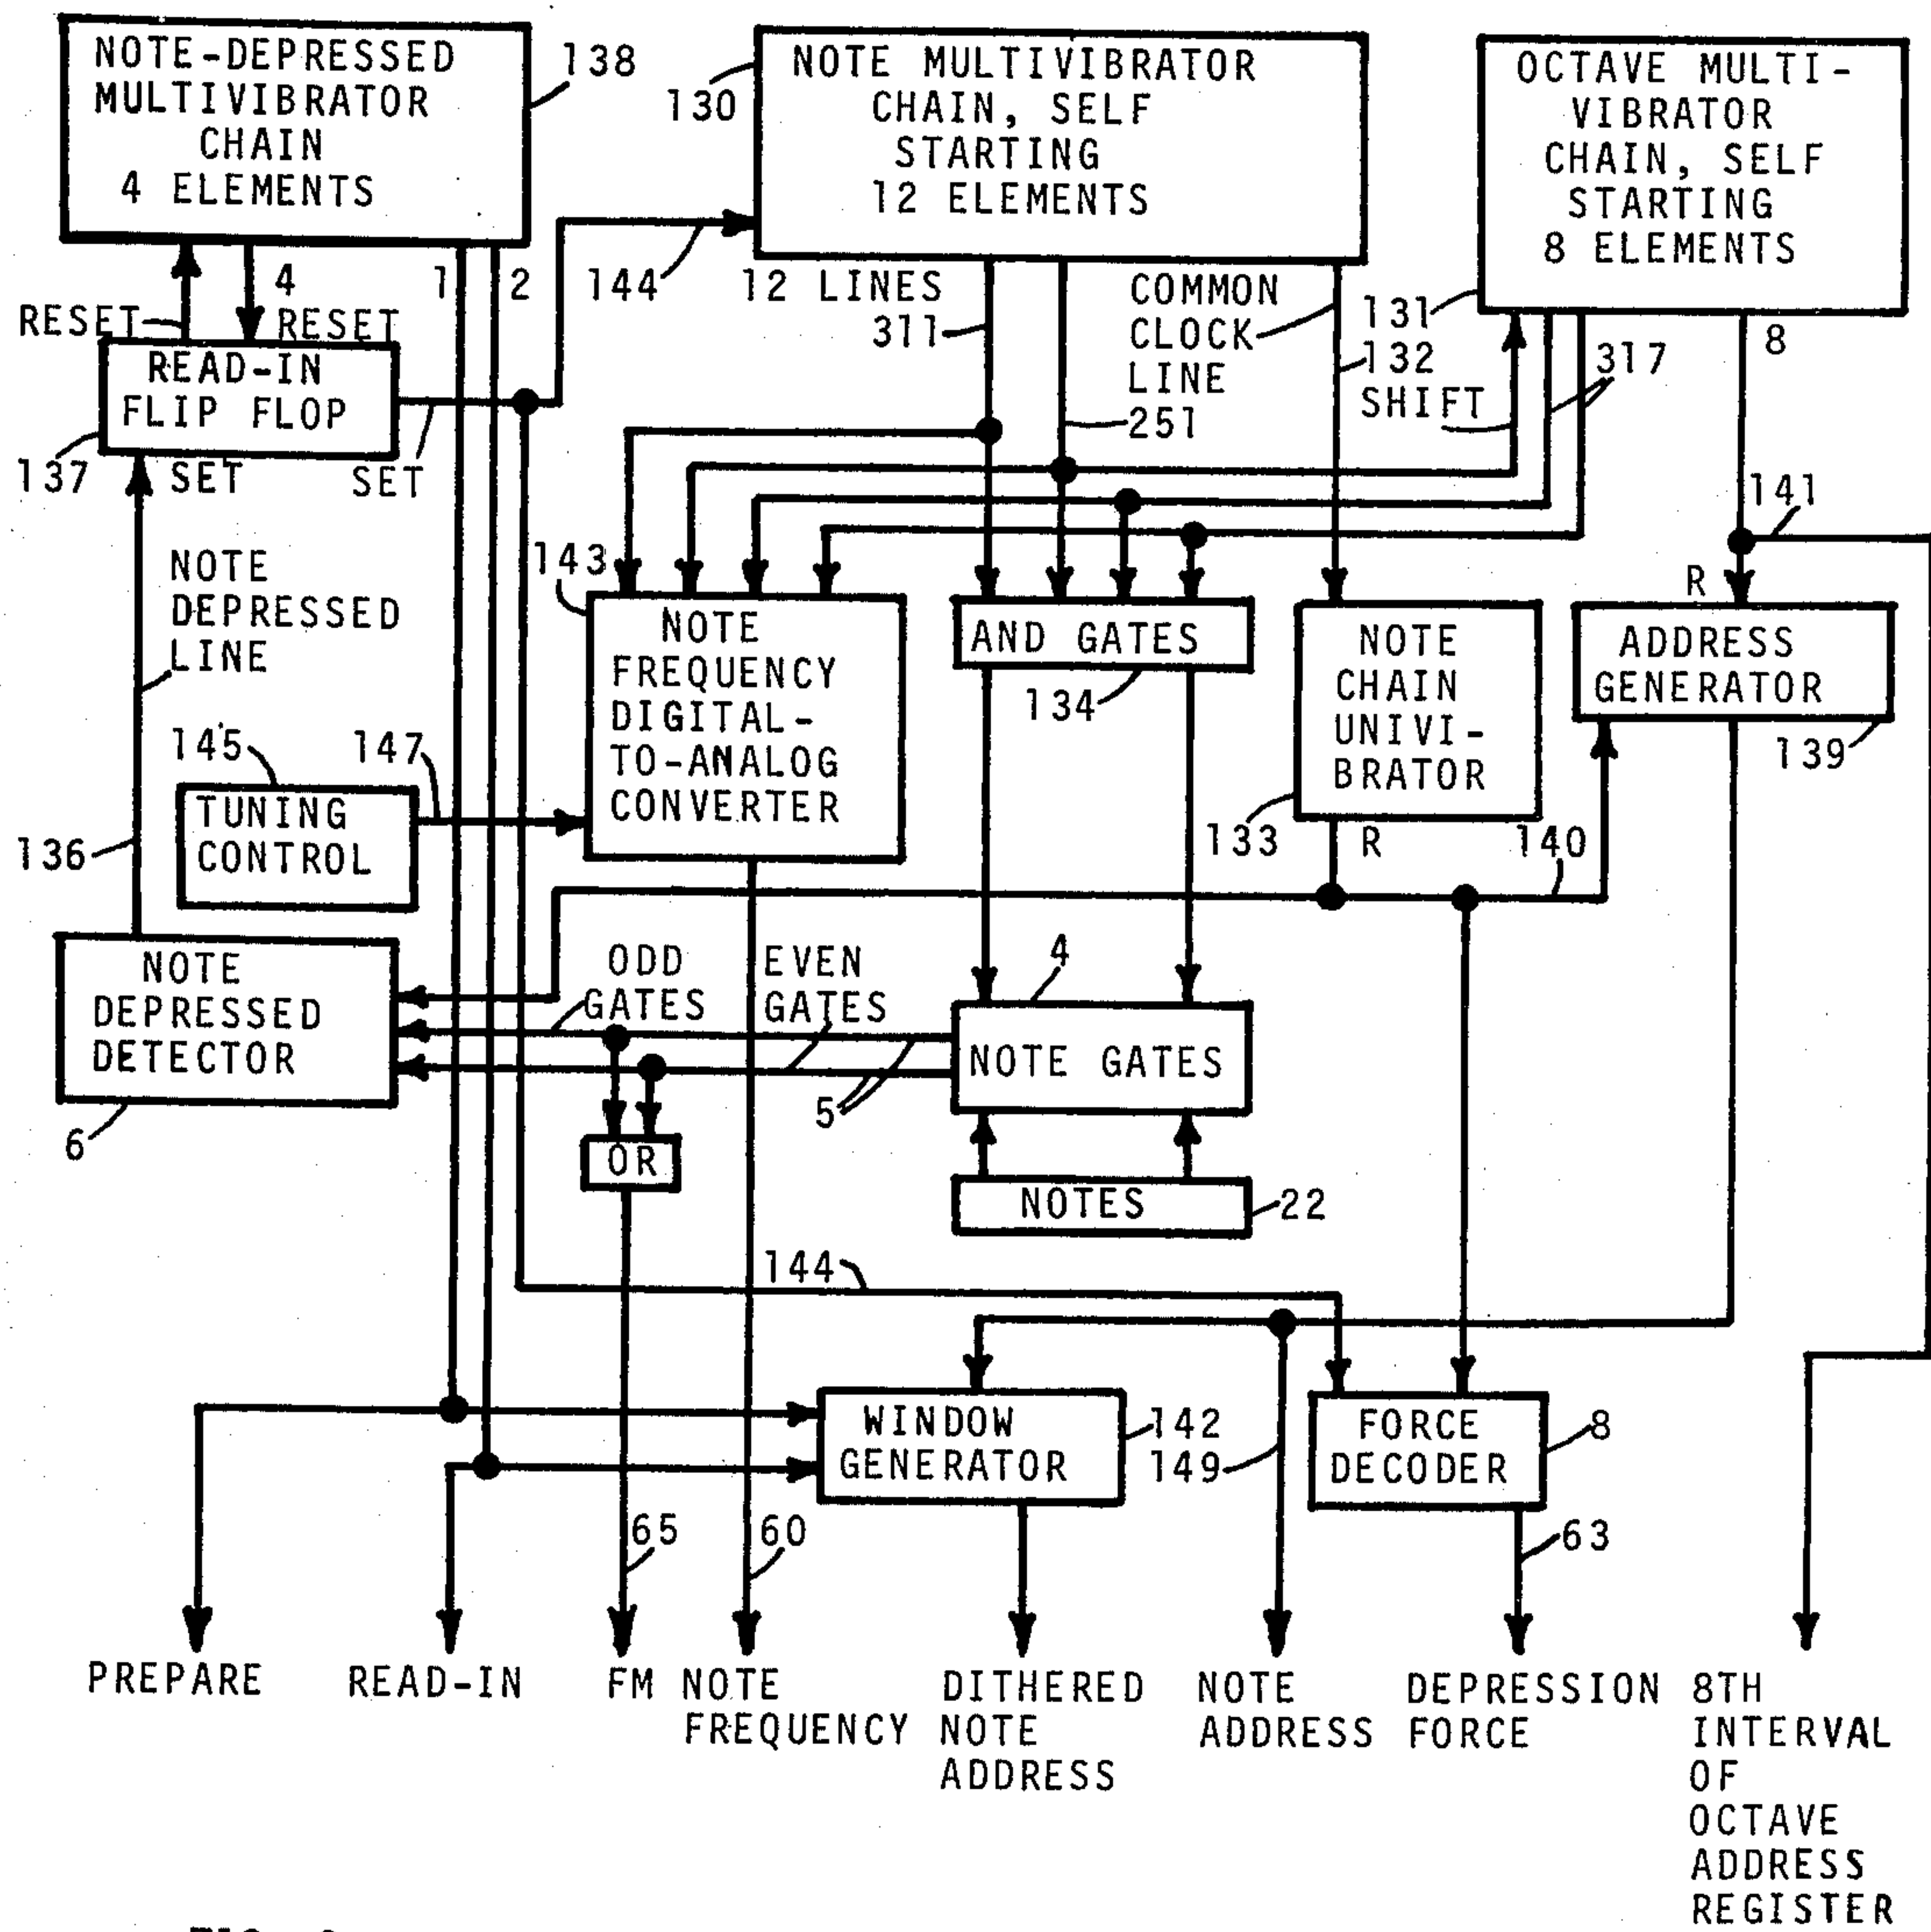 NOTE-DEPRESSED
MULTIVIBRATOR
CHAIN
4 ELEMENTS
138
130
NOTE MULTIVIBRATOR
CHAIN, SELF
STARTING
12 ELEMENTS
OCTAVE MULTI-
VIBRATOR
CHAIN, SELF
STARTING
8 ELEMENTS
RESET
4
RESET
1
2
144
12 LINES
311
COMMON
CLOCK
LINE
251
131
132
SHIFT
317
8
READ-IN
FLIP FLOP
137
SET
SET
141
NOTE
DEPRESSED
LINE
143
NOTE
FREQUENCY
DIGITAL-
TO-ANALOG
CONVERTER
AND GATES
134
NOTE
CHAIN
UNIVI-
BRATOR
R
ADDRESS
GENERATOR
139
145
147
TUNING
CONTROL
136
133
R
140
NOTE
DEPRESSED
DETECTOR
6
ODD
GATES
EVEN
GATES
4
NOTE GATES
5
OR
NOTES
22
144
WINDOW
GENERATOR
142
149
FORCE
DECODER
8
65
60
63
PREPARE
READ-IN
FM
NOTE
FREQUENCY
DITHERED
NOTE
ADDRESS
NOTE
ADDRESS
DEPRESSION
FORCE
8TH
INTERVAL
OF
OCTAVE
ADDRESS
REGISTER